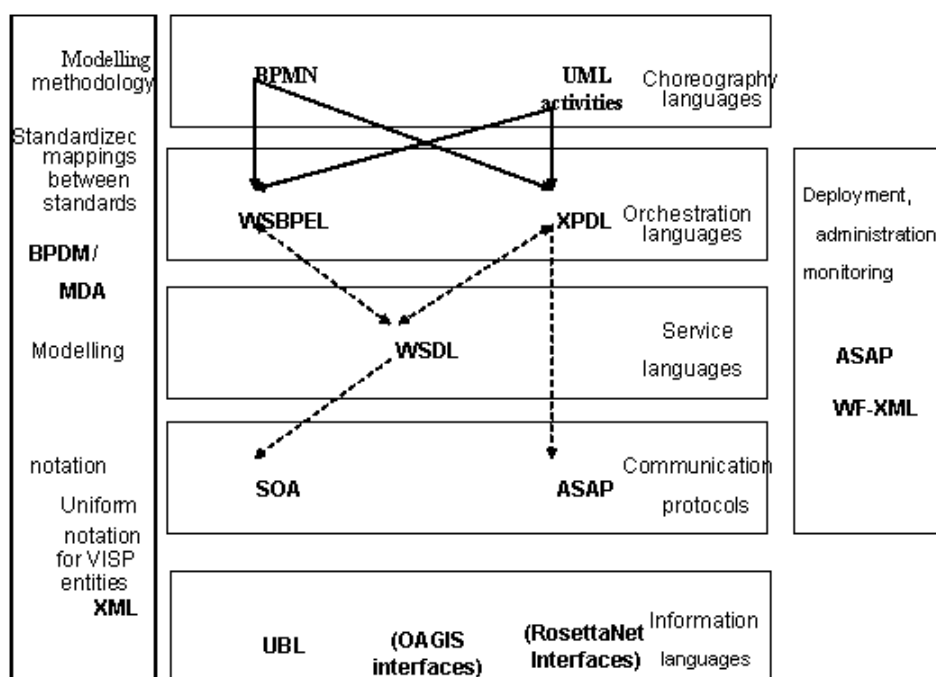 Modelling
methodology
Standardized
mappings
between
standards
BPDM /
MDA
Modelling
notation
Uniform
notation
for VISP
entities
XML
BPMN
UML
activities
Choreography
languages
WSBPEL
XPDL
Orchestration
languages
WSDL
Service
languages
SOA
ASAP
Communication
protocols
UBL
(OAGIS
interfaces)
(RosettaNet
Interfaces)
Information
languages
Deployment,
administration
monitoring
ASAP
WF-XML